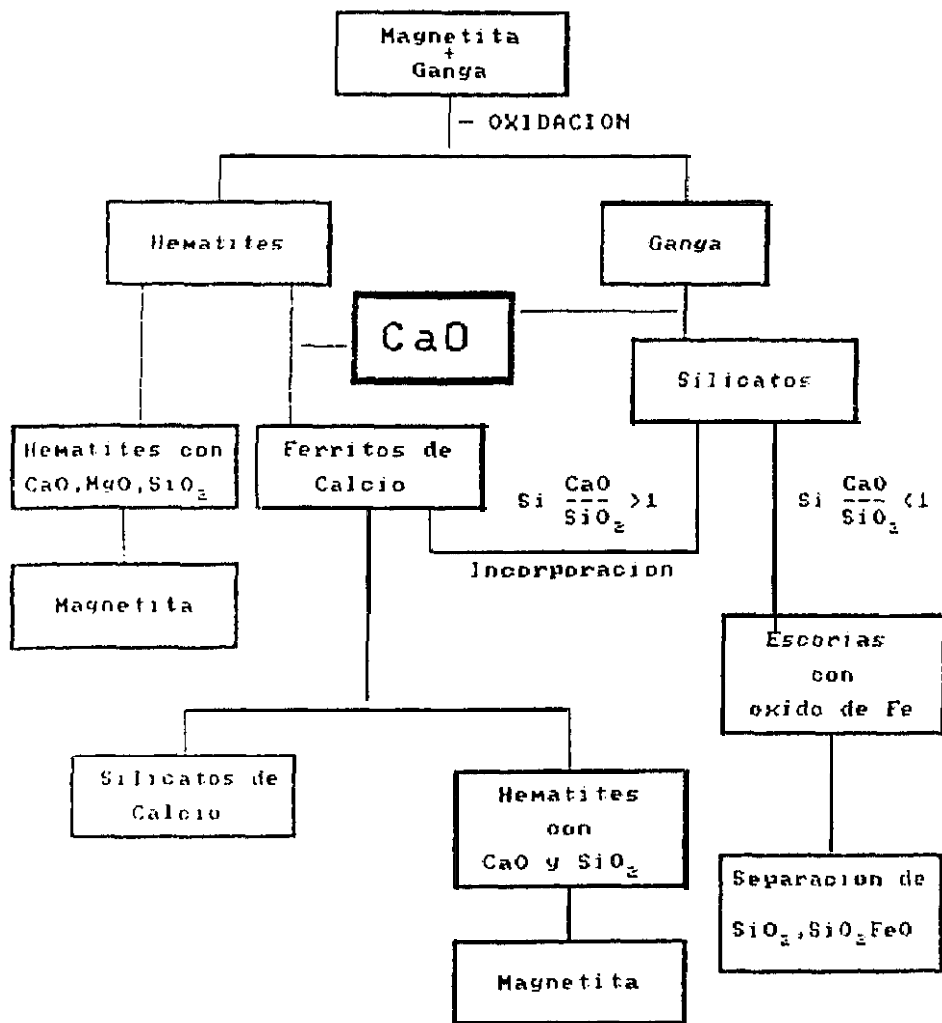 Magnetita
+
Ganga
- OXIDACION
Hematites
Ganga
CaO
Silicatos
Hematites con
CaO,MgO,SiO₂
Ferritos de
Calcio
Si CaO/SiO₂ >1
Si CaO/SiO₂ <1
Incorporacion
Magnetita
Escorias
con
oxido de Fe
Silicatos de
Calcio
Hematites
con
CaO y SiO₂
Separacion de
SiO₂,SiO₂FeO
Magnetita